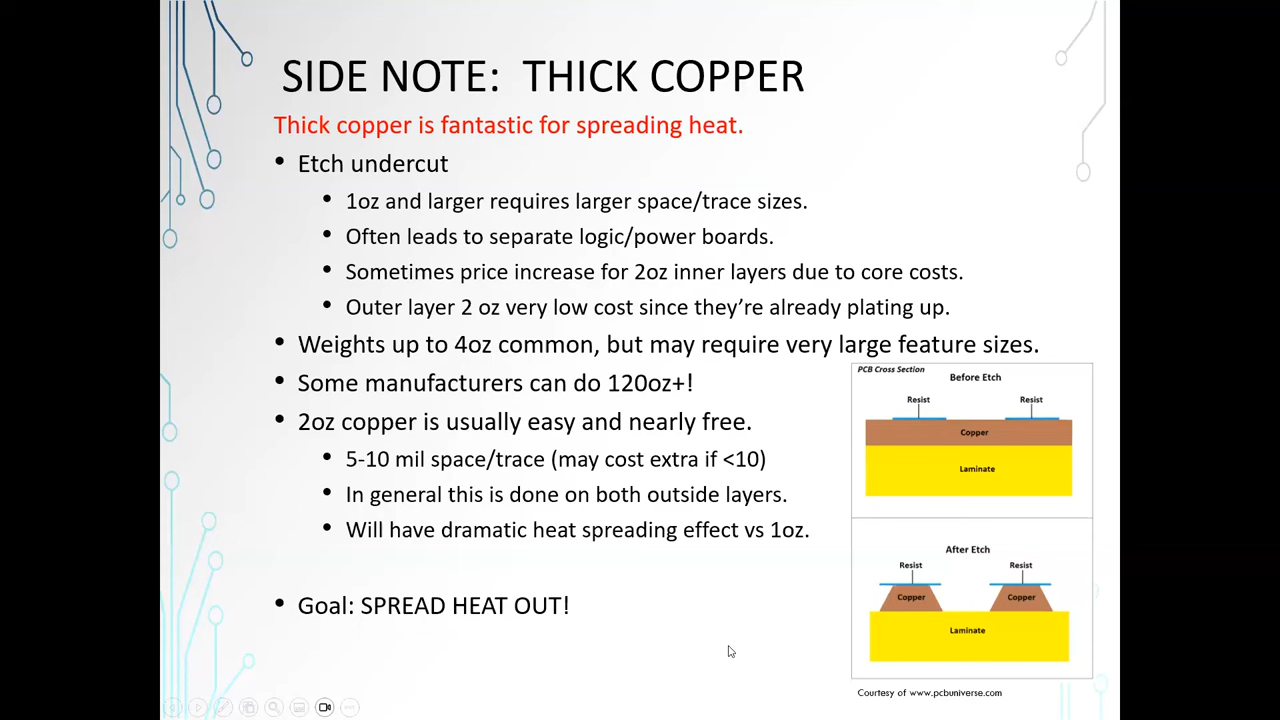 SIDE NOTE: THICK COPPER
Thick copper is fantastic for spreading heat.
• Etch undercut
• 1oz and larger requires larger space/trace sizes.
• Often leads to separate logic/power boards.
• Sometimes price increase for 2oz inner layers due to core costs.
• Outer layer 2 oz very low cost since they’re already plating up.
• Weights up to 4oz common, but may require very large feature sizes.
• Some manufacturers can do 120oz+!
• 2oz copper is usually easy and nearly free.
• 5-10 mil space/trace (may cost extra if <10)
• In general this is done on both outside layers.
• Will have dramatic heat spreading effect vs 1oz.
• Goal: SPREAD HEAT OUT!
PCB Cross Section
Before Etch
Resist Resist
Copper
Laminate
After Etch
Resist Resist
Copper Copper
Laminate
Courtesy of www.pcbuniverse.com